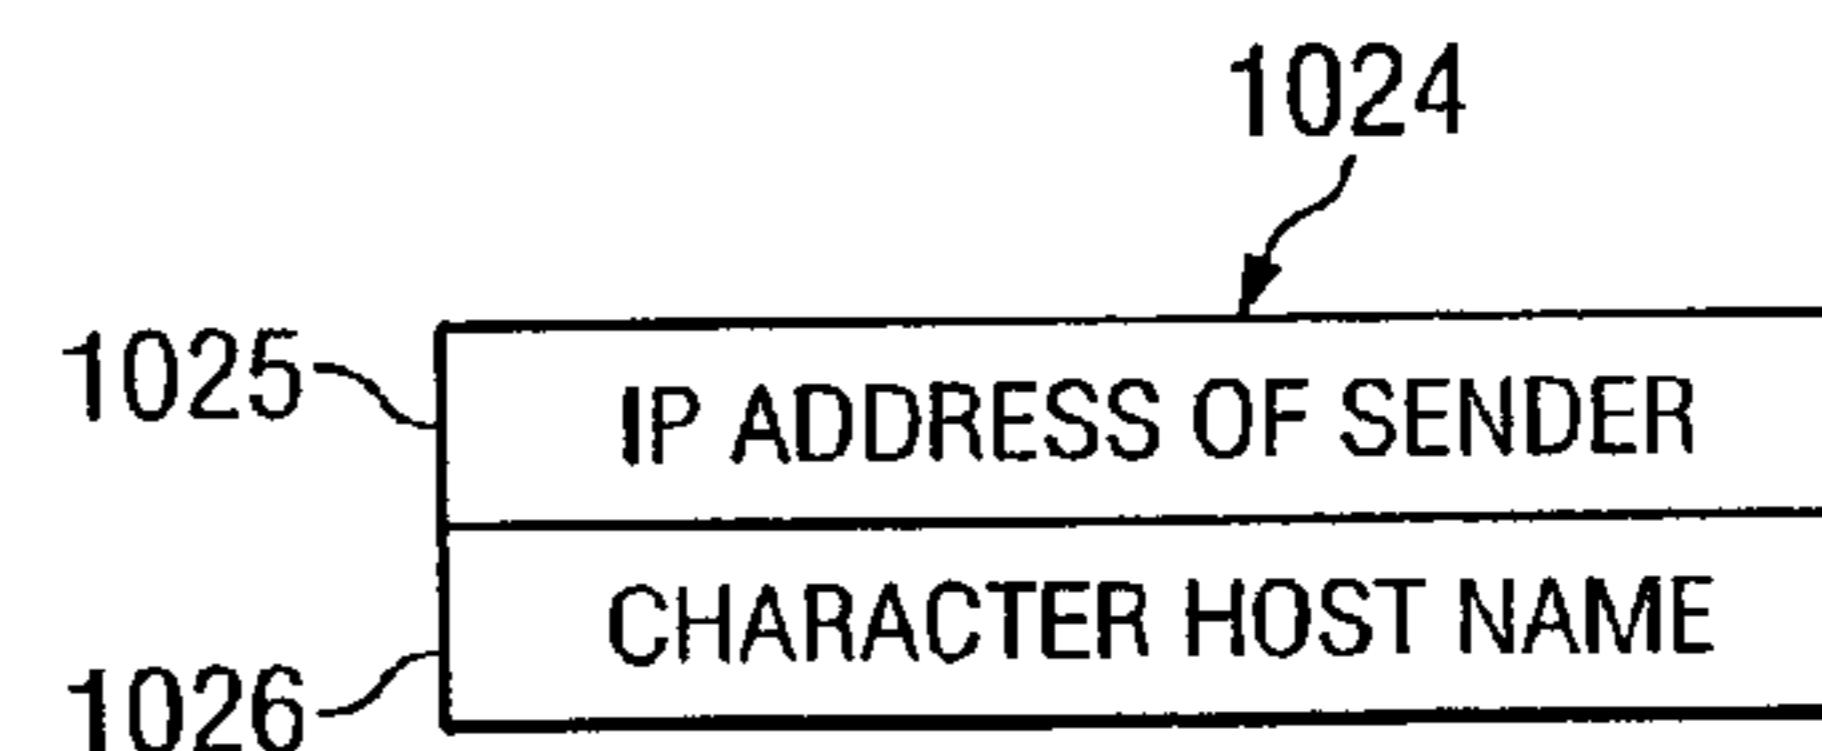 1024
1025
IP ADDRESS OF SENDER
CHARACTER HOST NAME
1026